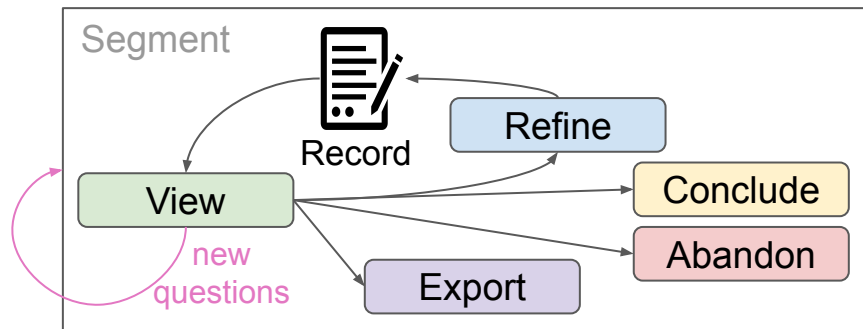 Segment
Record
Refine
View
Conclude
new
questions
Abandon
Export